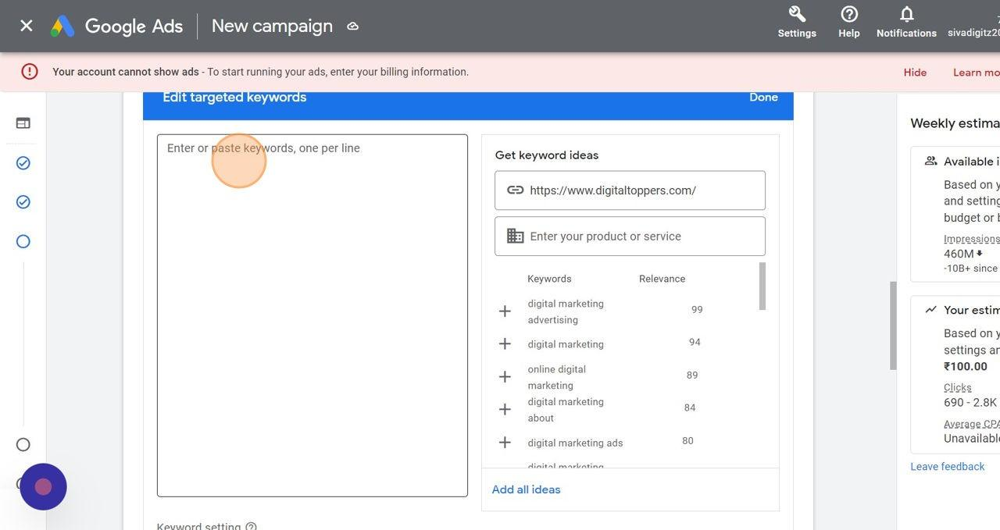 Google Ads
New campaign
Settings
Help
Notifications
sivadigitz20
Your account cannot show ads - To start running your ads, enter your billing information.
Hide
Learn mo
Edit targeted keywords
Done
Enter or paste keywords, one per line
Get keyword ideas
https://www.digitaltoppers.com/
Enter your product or service
Keywords
Relevance
digital marketing
advertising
99
digital marketing
94
online digital
marketing
89
digital marketing
about
84
digital marketing ads
80
digital marketing
Add all ideas
Keyword setting
Weekly estima
Available i
Based on y
and setting
budget or b
Impressions
460M
-10B+ since
Your estim
Based on y
settings an
₹100.00
Clicks
690 - 2.8K
Average CPA
Unavailable
Leave feedback